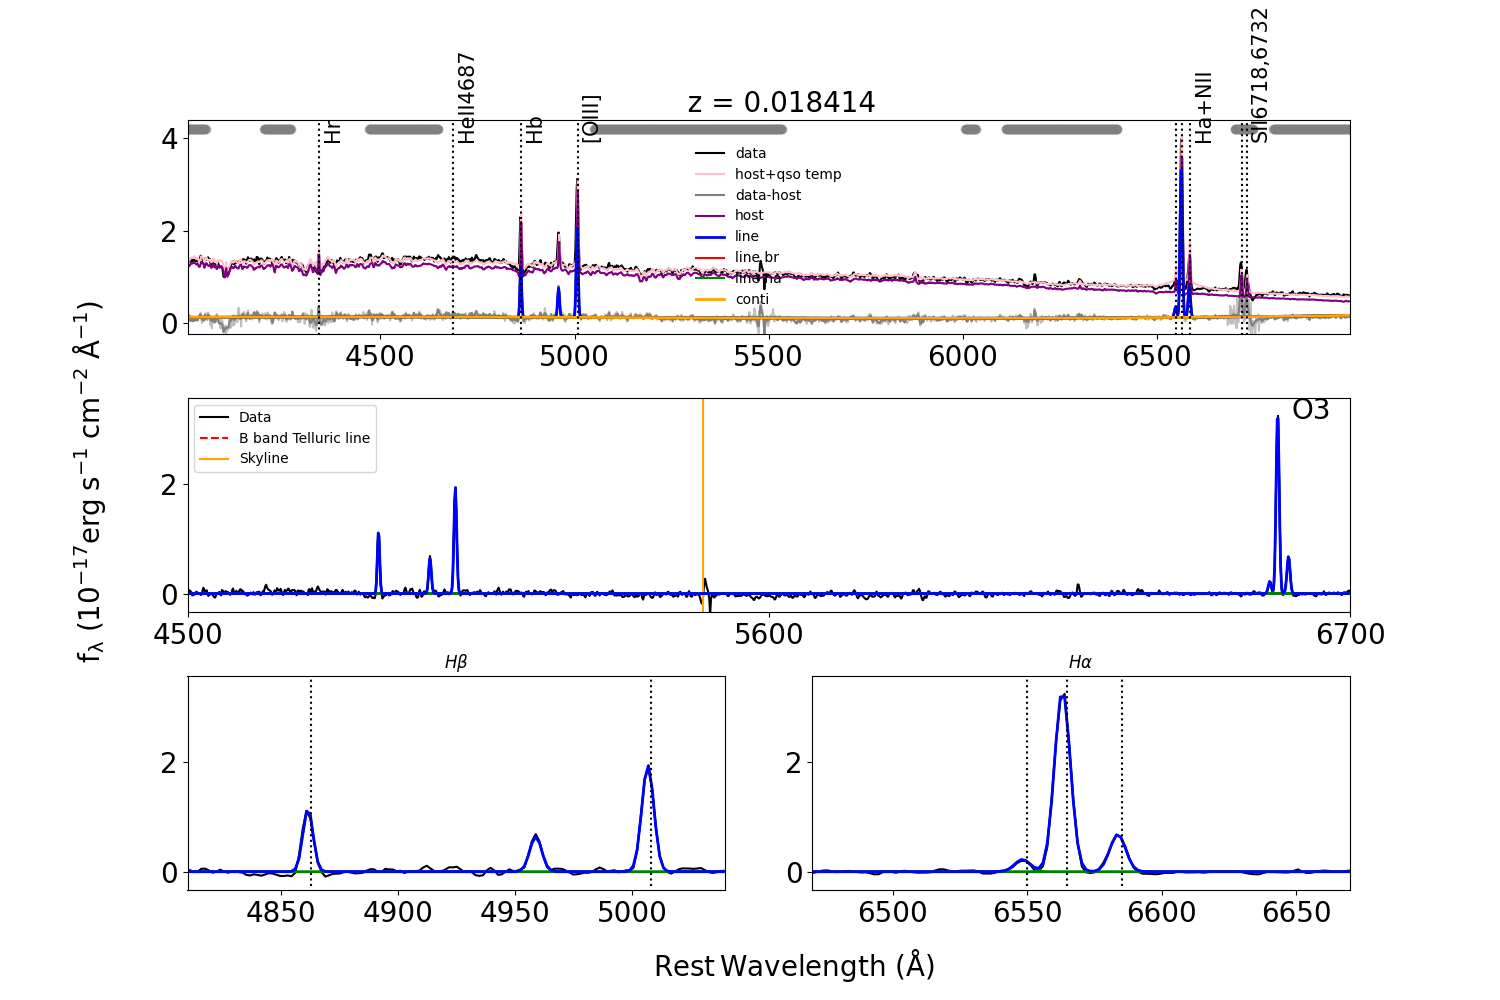 z = 0.018414
Hr
HeII4687
Hb
[OIII]
Ha+NII
SII6718,6732
data
host+qso temp
data-host
host
line
line br
line na
conti
4
2
0
4500 5000 5500 6000 6500
O3
Data
B band Telluric line
Skyline
2
0
4500 5600 6700
Hβ
2
0
4850 4900 4950 5000
Hα
2
0
6500 6550 6600 6650
f_λ (10⁻¹⁷erg s⁻¹ cm⁻² Å⁻¹)
Rest Wavelength (Å)